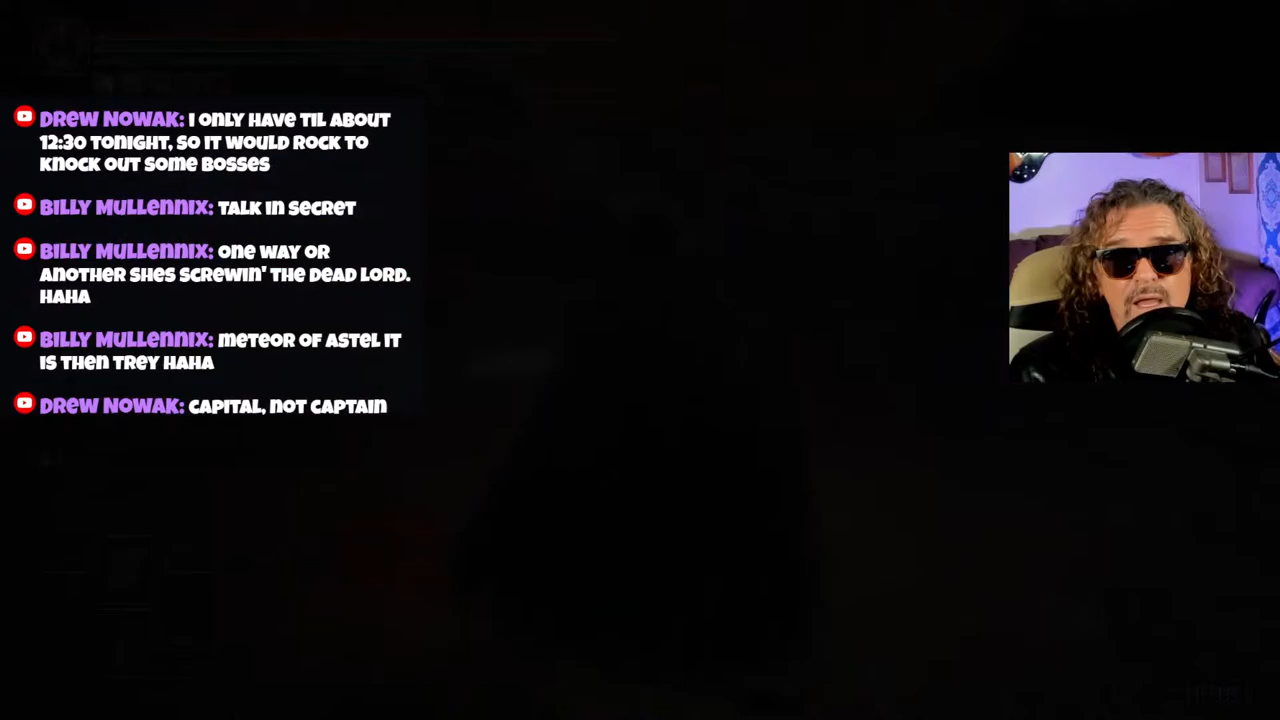 DREW NOWAK: I ONLY HAVE TIL ABOUT
12:30 TONIGHT, SO IT WOULD ROCK TO
KNOCK OUT SOME BOSSES
BILLY MULLENNIX: TALK IN SECRET
BILLY MULLENNIX: ONE WAY OR
ANOTHER SHES SCREWIN' THE DEAD LORD.
HAHA
BILLY MULLENNIX: METEOR OF ASTEL IT
IS THEN TREY HAHA
DREW NOWAK: CAPITAL, NOT CAPTAIN